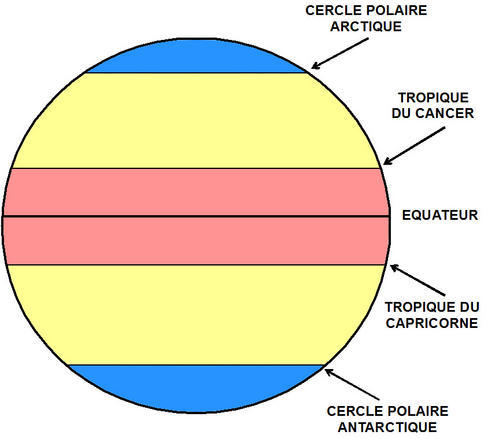 CERCLE POLAIRE
ARCTIQUE
TROPIQUE
DU CANCER
EQUATEUR
TROPIQUE DU
CAPRICORNE
CERCLE POLAIRE
ANTARCTIQUE